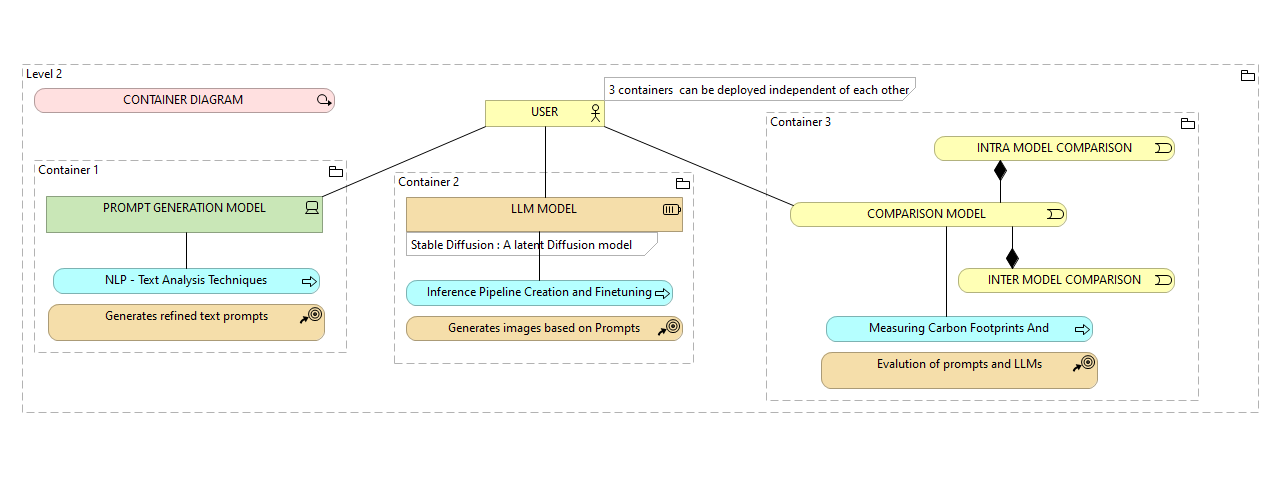 Level 2
CONTAINER DIAGRAM
3 containers  can be deployed independent of each other
USER
Container 1
PROMPT GENERATION MODEL
NLP - Text Analysis Techniques
Generates refined text prompts
Container 2
LLM MODEL
Stable Diffusion : A latent Diffusion model
Inference Pipeline Creation and Finetuning
Generates images based on Prompts
Container 3
INTRA MODEL COMPARISON
COMPARISON MODEL
INTER MODEL COMPARISON
Measuring Carbon Footprints And
Evalution of prompts and LLMs